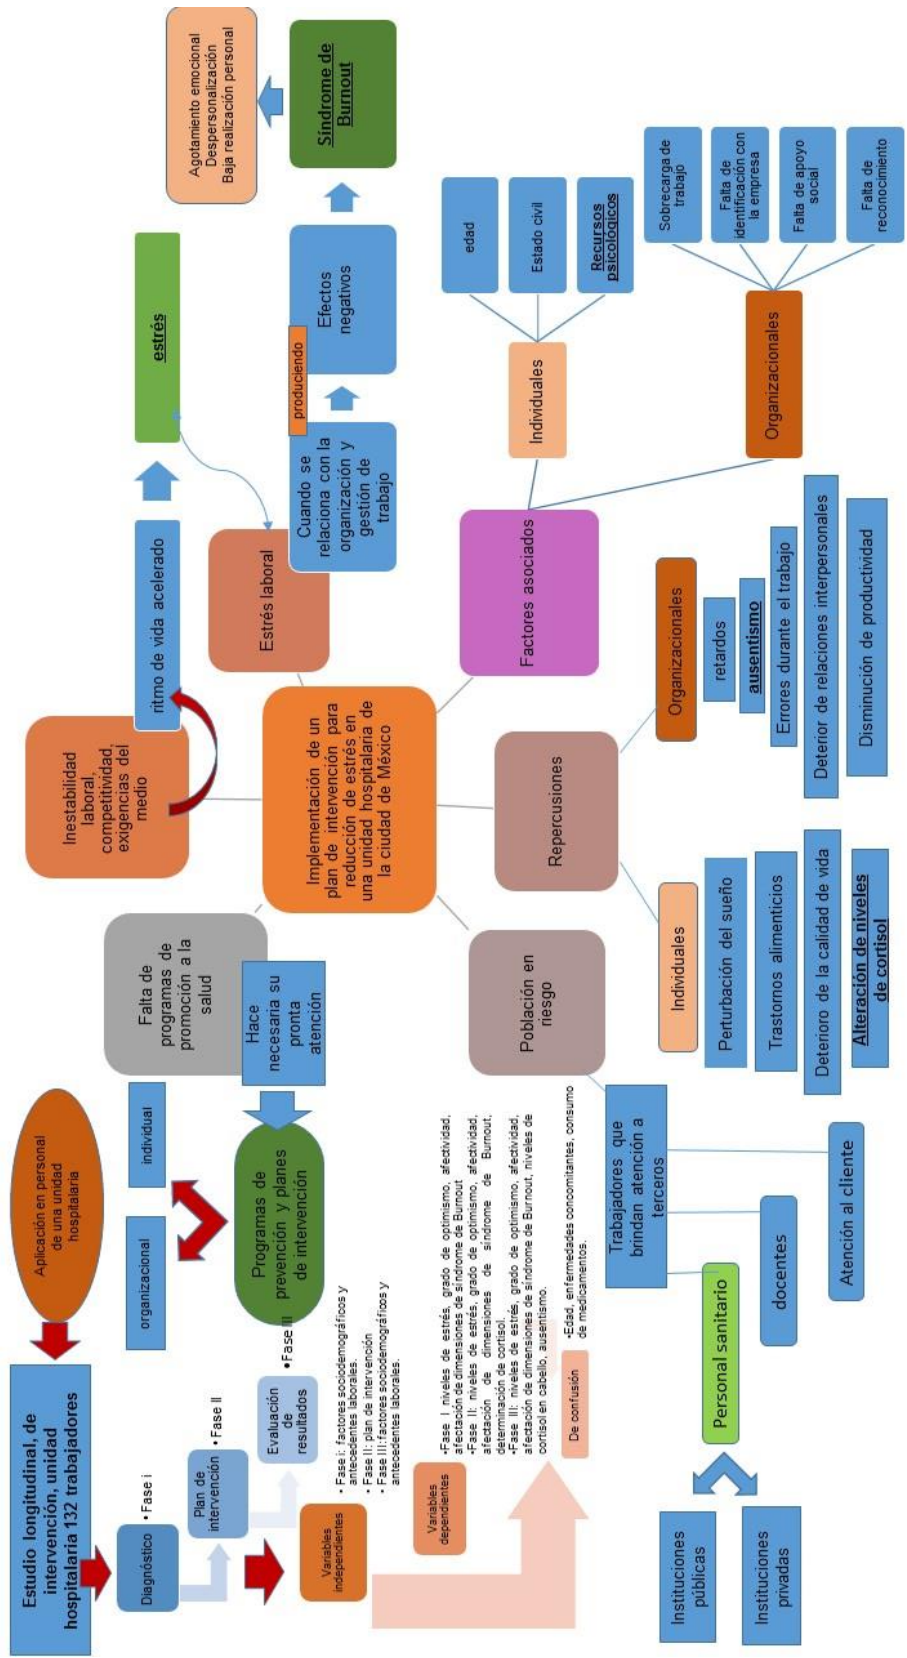 Estudio longitudinal, de
intervención, unidad
hospitalaria 132 trabajadores
Aplicación en personal
de una unidad
hospitalaria
Diagnóstico
• Fase i
Plan de
intervención
• Fase II
Evaluación
de
resultados
•Fase III
Variables
independientes
• Fase i: factores sociodemográficos y
antecedentes laborales.
• Fase II: plan de intervención
• Fase III:factores sociodemográficos y
antecedentes laborales.
Variables
dependientes
•Fase I niveles de estrés, grado de optimismo, afectividad,
afectación de dimensiones de síndrome de Burnout
•Fase II: niveles de estrés, grado de optimismo, afectividad,
afectación de dimensiones de síndrome de Burnout,
determinación de cortisol.
•Fase III: niveles de estrés, grado de optimismo, afectividad,
afectación de dimensiones de síndrome de Burnout, niveles de
cortisol en cabello, ausentismo.
De confusión
•Edad, enfermedades concomitantes, consumo
de medicamentos.
organizacional
individual
Programas de
prevención y planes
de intervención
Hace
necesaria su
pronta
atención
Falta de
programas de
promoción a la
salud
Inestabilidad
laboral,
competitividad,
exigencias del
medio
ritmo de vida acelerado
estrés
Estrés laboral
Cuando se
relaciona con la
organización y
gestión de
trabajo
produciendo
Efectos
negativos
Síndrome de
Burnout
Agotamiento emocional
Despersonalización
Baja realización personal
Implementación de un
plan de intervención para
reducción de estrés en
una unidad hospitalaria de
la ciudad de México
Factores asociados
Individuales
edad
Estado civil
Recursos
psicológicos
Organizacionales
Sobrecarga de
trabajo
Falta de
identificación con
la empresa
Falta de apoyo
social
Falta de
reconocimiento
Repercusiones
Organizacionales
retardos
ausentismo
Errores durante el trabajo
Deterior de relaciones interpersonales
Disminución de productividad
Individuales
Perturbación del sueño
Trastornos alimenticios
Deterioro de la calidad de vida
Alteración de niveles
de cortisol
Población en
riesgo
Trabajadores que
brindan atención a
terceros
Personal sanitario
docentes
Atención al cliente
Instituciones
públicas
Instituciones
privadas